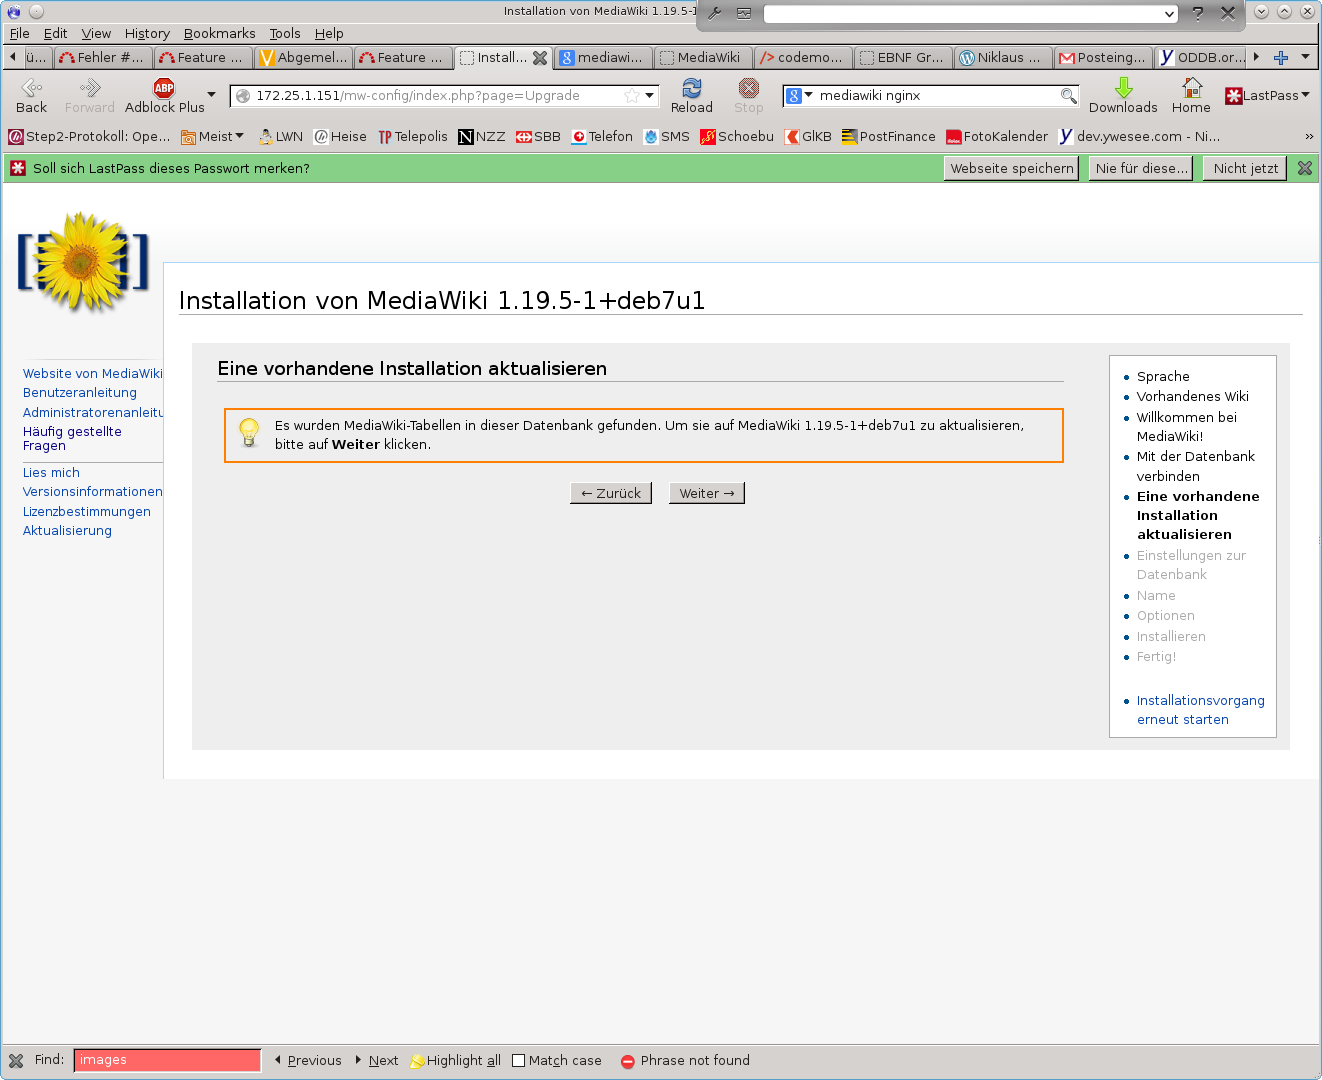 Installation von MediaWiki 1.19.5-1
File Edit View History Bookmarks Tools Help
ü... Fehler #... Feature ... Abgemel... Feature ... Install... mediawi... MediaWiki codemo... EBNF Gr... Niklaus ... Posteing... ODDB.or...
Back Forward Adblock Plus 172.25.1.151/mw-config/index.php?page=Upgrade Reload Stop mediawiki nginx Downloads Home LastPass
Step2-Protokoll: Ope... Meist LWN Heise Telepolis NZZ SBB Telefon SMS Schoebu GlKB PostFinance FotoKalender dev.ywesee.com - Ni... »
Soll sich LastPass dieses Passwort merken? Webseite speichern Nie für diese... Nicht jetzt
Installation von MediaWiki 1.19.5-1+deb7u1
Website von MediaWiki
Benutzeranleitung
Administratorenanleitu
Häufig gestellte
Fragen
Lies mich
Versionsinformationen
Lizenzbestimmungen
Aktualisierung
Eine vorhandene Installation aktualisieren
Es wurden MediaWiki-Tabellen in dieser Datenbank gefunden. Um sie auf MediaWiki 1.19.5-1+deb7u1 zu aktualisieren,
bitte auf Weiter klicken.
← Zurück Weiter →
Sprache
Vorhandenes Wiki
Willkommen bei
MediaWiki!
Mit der Datenbank
verbinden
Eine vorhandene
Installation
aktualisieren
Einstellungen zur
Datenbank
Name
Optionen
Installieren
Fertig!
Installationsvorgang
erneut starten
Find: images Previous Next Highlight all Match case Phrase not found